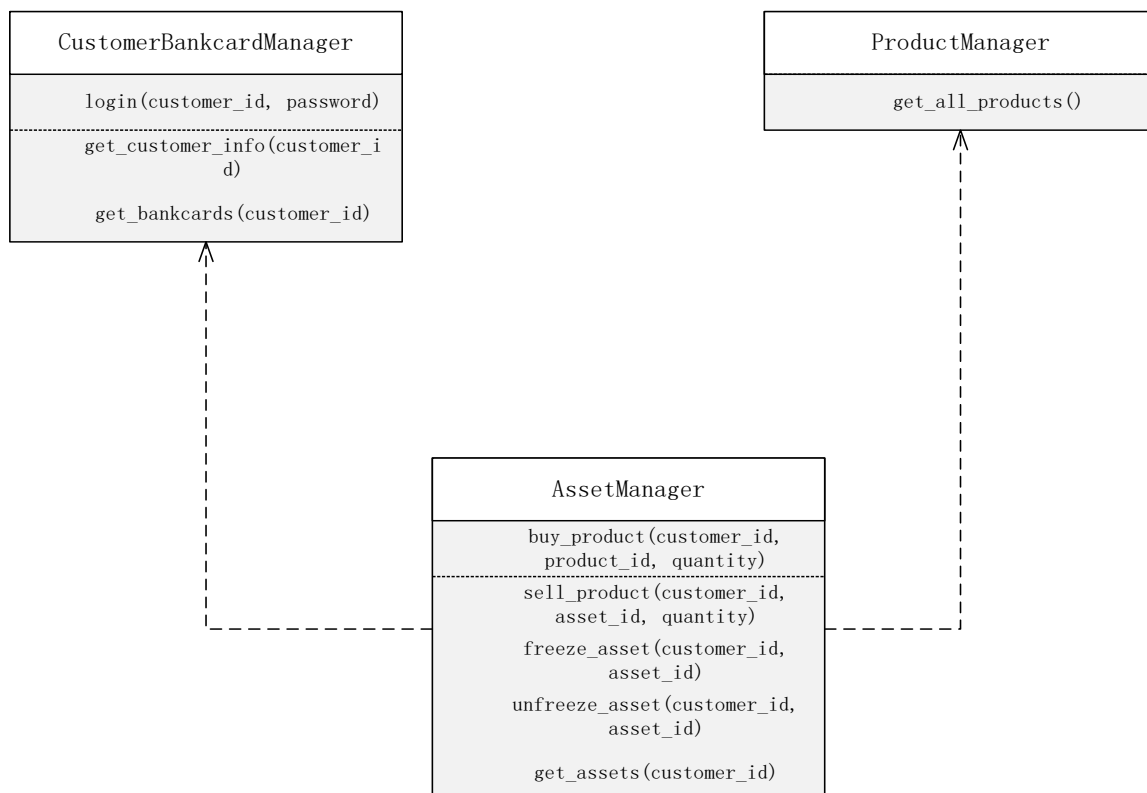 CustomerBankcardManager
login(customer_id, password)
get_customer_info(customer_i
d)
get_bankcards(customer_id)
ProductManager
get_all_products()
AssetManager
buy_product(customer_id,
product_id, quantity)
sell_product(customer_id,
asset_id, quantity)
freeze_asset(customer_id,
asset_id)
unfreeze_asset(customer_id,
asset_id)
get_assets(customer_id)